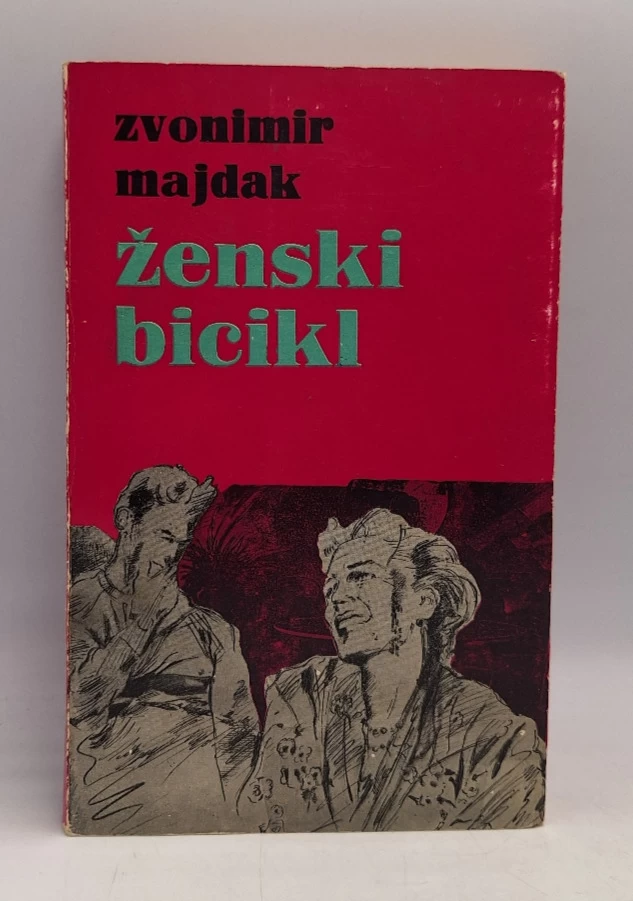 zvonimir
majdak
ženski
bicikl